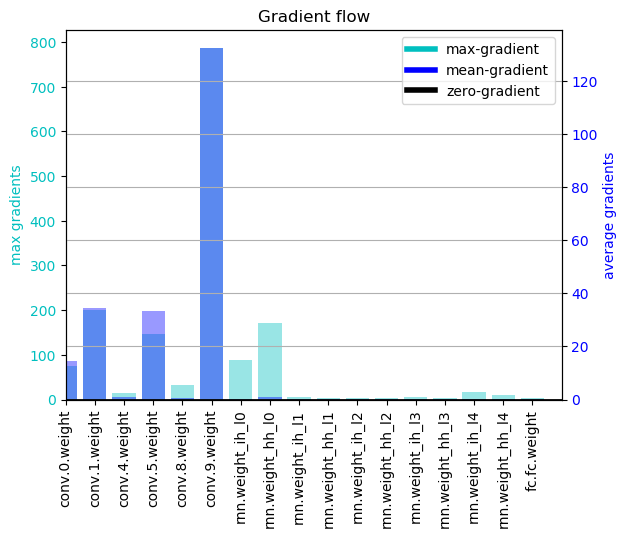 Gradient flow
max-gradient
mean-gradient
zero-gradient
max gradients
800
700
600
500
400
300
200
100
0
average gradients
120
100
80
60
40
20
0
conv.0.weight
conv.1.weight
conv.4.weight
conv.5.weight
conv.8.weight
conv.9.weight
rnn.weight_ih_l0
rnn.weight_hh_l0
rnn.weight_ih_l1
rnn.weight_hh_l1
rnn.weight_ih_l2
rnn.weight_hh_l2
rnn.weight_ih_l3
rnn.weight_hh_l3
rnn.weight_ih_l4
rnn.weight_hh_l4
fc.fc.weight